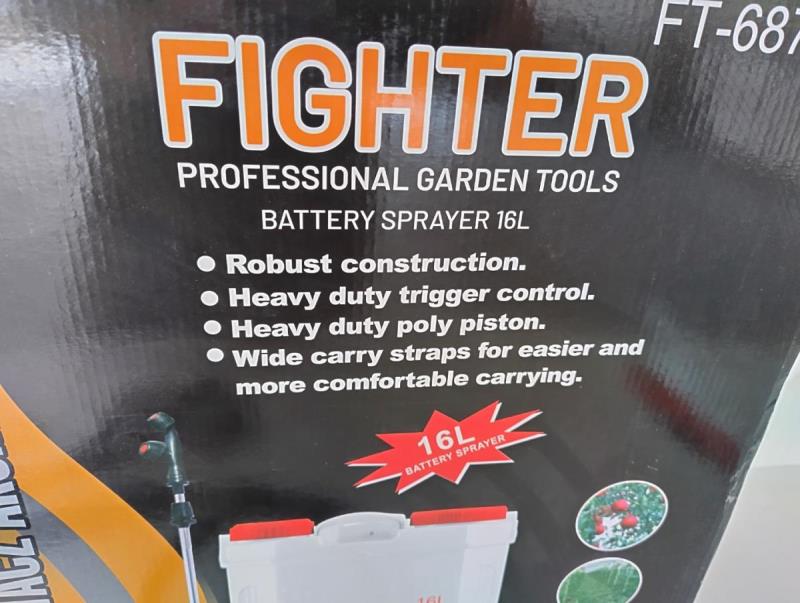 FT-687
FIGHTER
PROFESSIONAL GARDEN TOOLS
BATTERY SPRAYER 16L
● Robust construction.
● Heavy duty trigger control.
● Heavy duty poly piston.
● Wide carry straps for easier and
more comfortable carrying.
16L
BATTERY SPRAYER
16L